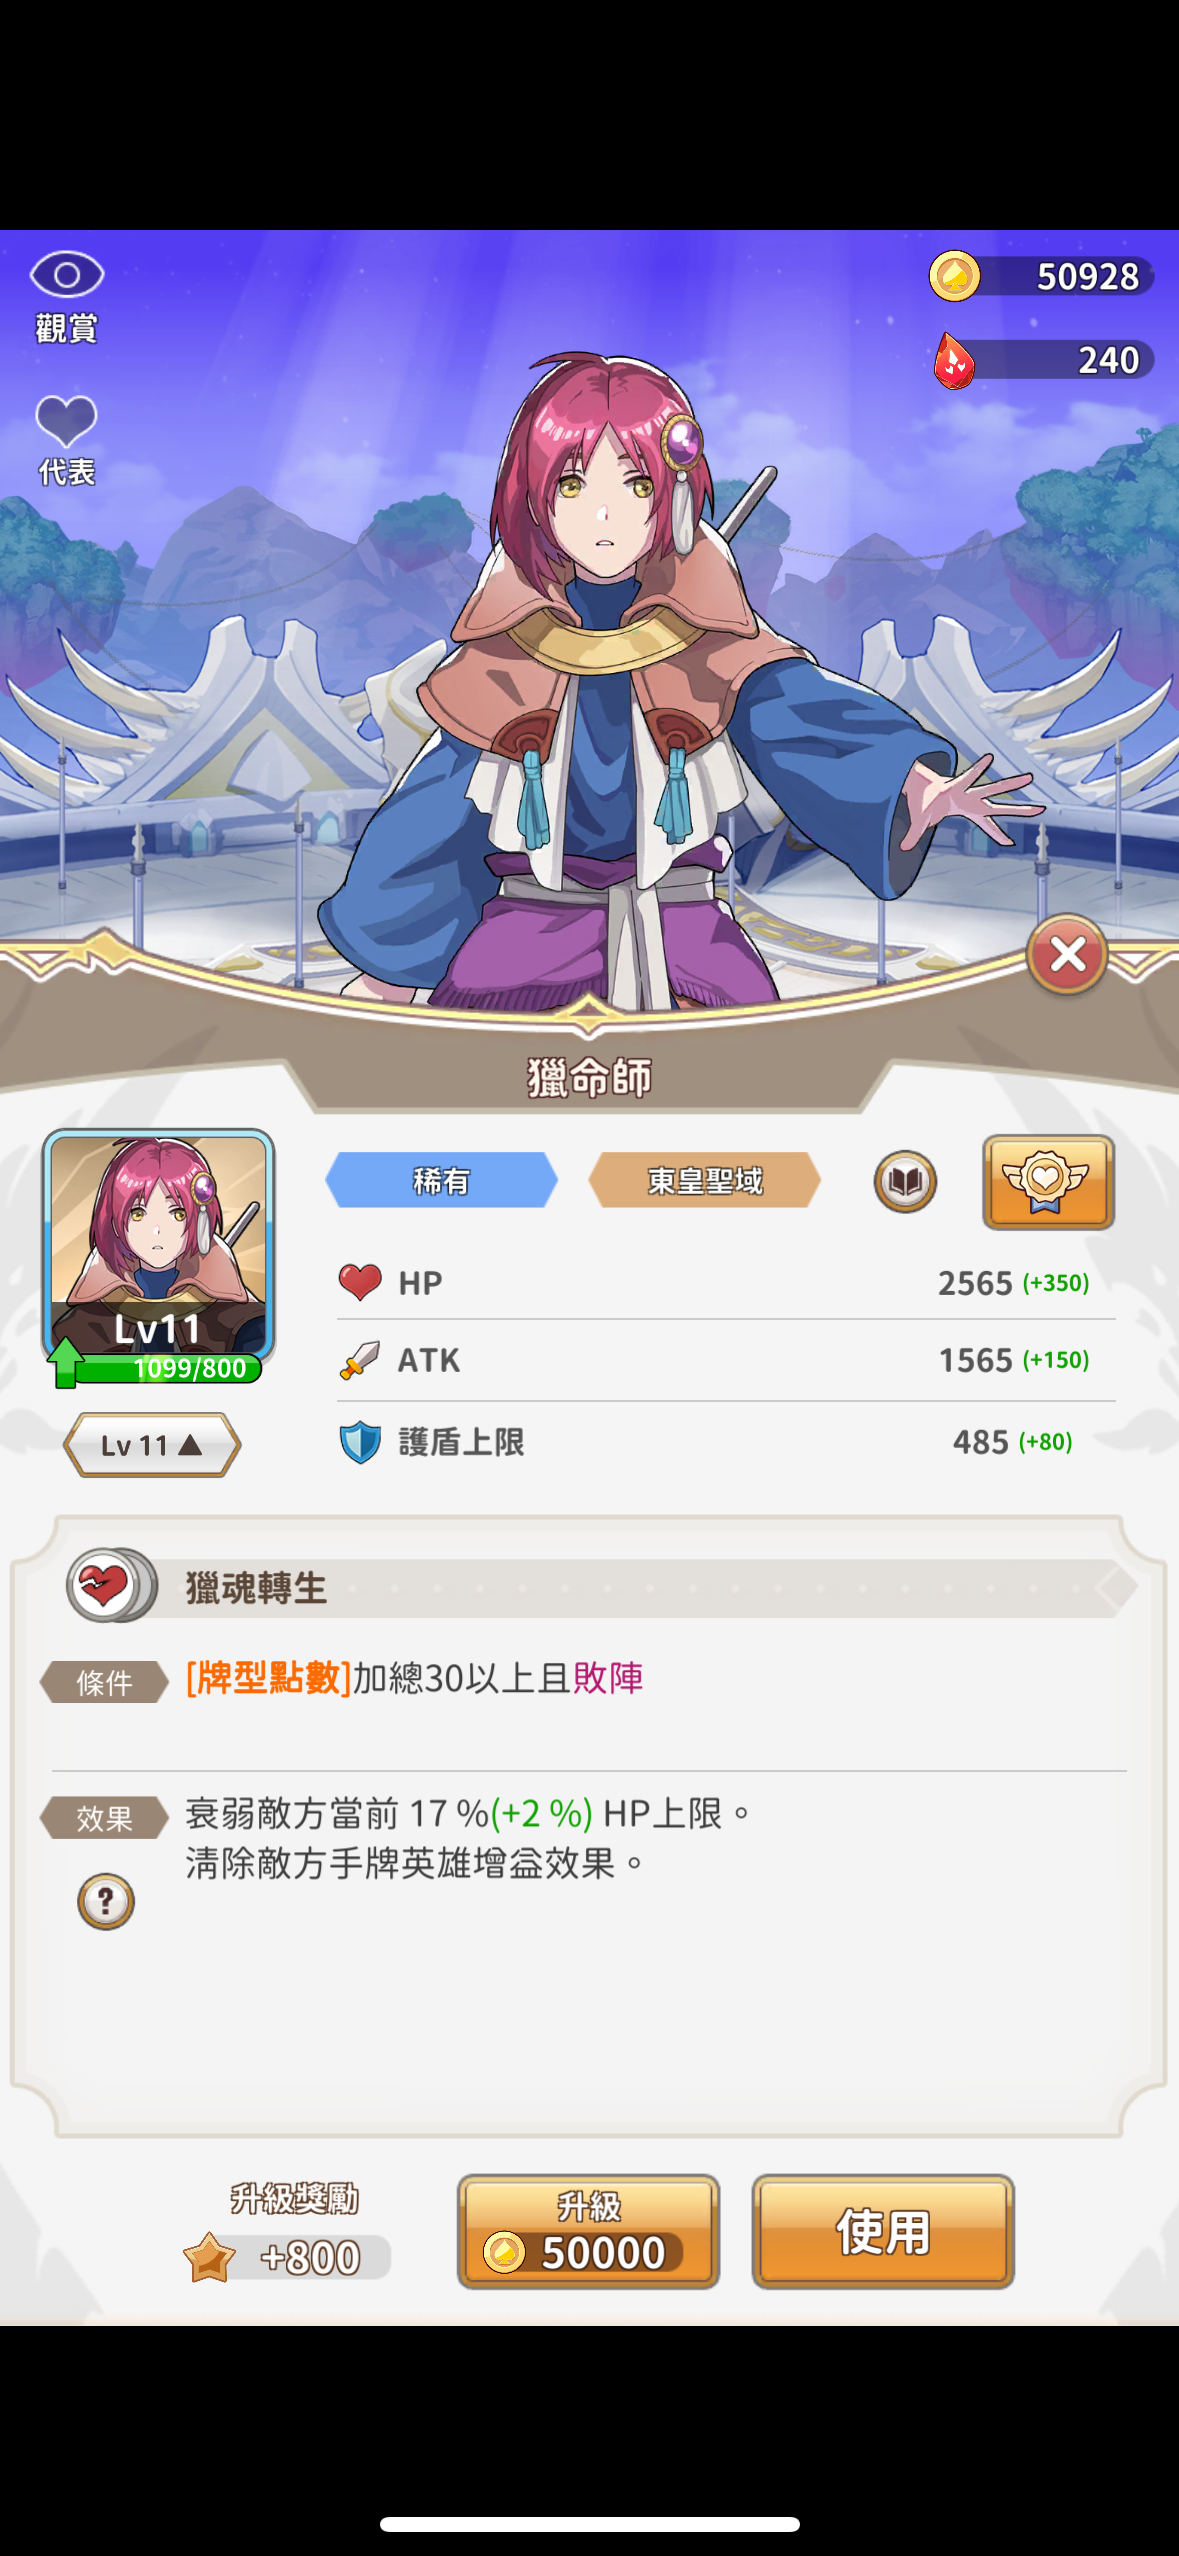 觀賞
50928
代表
240
獵命師
稀有
東皇聖域
Lv11
1099/800
Lv 11 ▲
HP
2565 (+350)
ATK
1565 (+150)
護盾上限
485 (+80)
獵魂轉生
條件
[牌型點數]加總30以上且敗陣
效果
衰弱敵方當前 17 %(+2 %) HP上限。
清除敵方手牌英雄增益效果。
?
升級獎勵
+800
升級
50000
使用